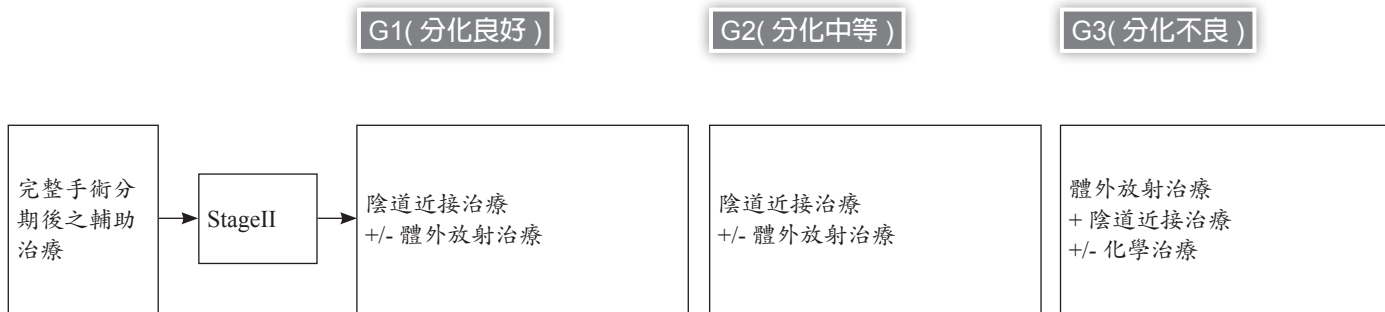 G1( 分化良好 )
G2( 分化中等 )
G3( 分化不良 )
完整手術分
期後之輔助
治療
StageII
陰道近接治療
+/- 體外放射治療
陰道近接治療
+/- 體外放射治療
體外放射治療
+ 陰道近接治療
+/- 化學治療